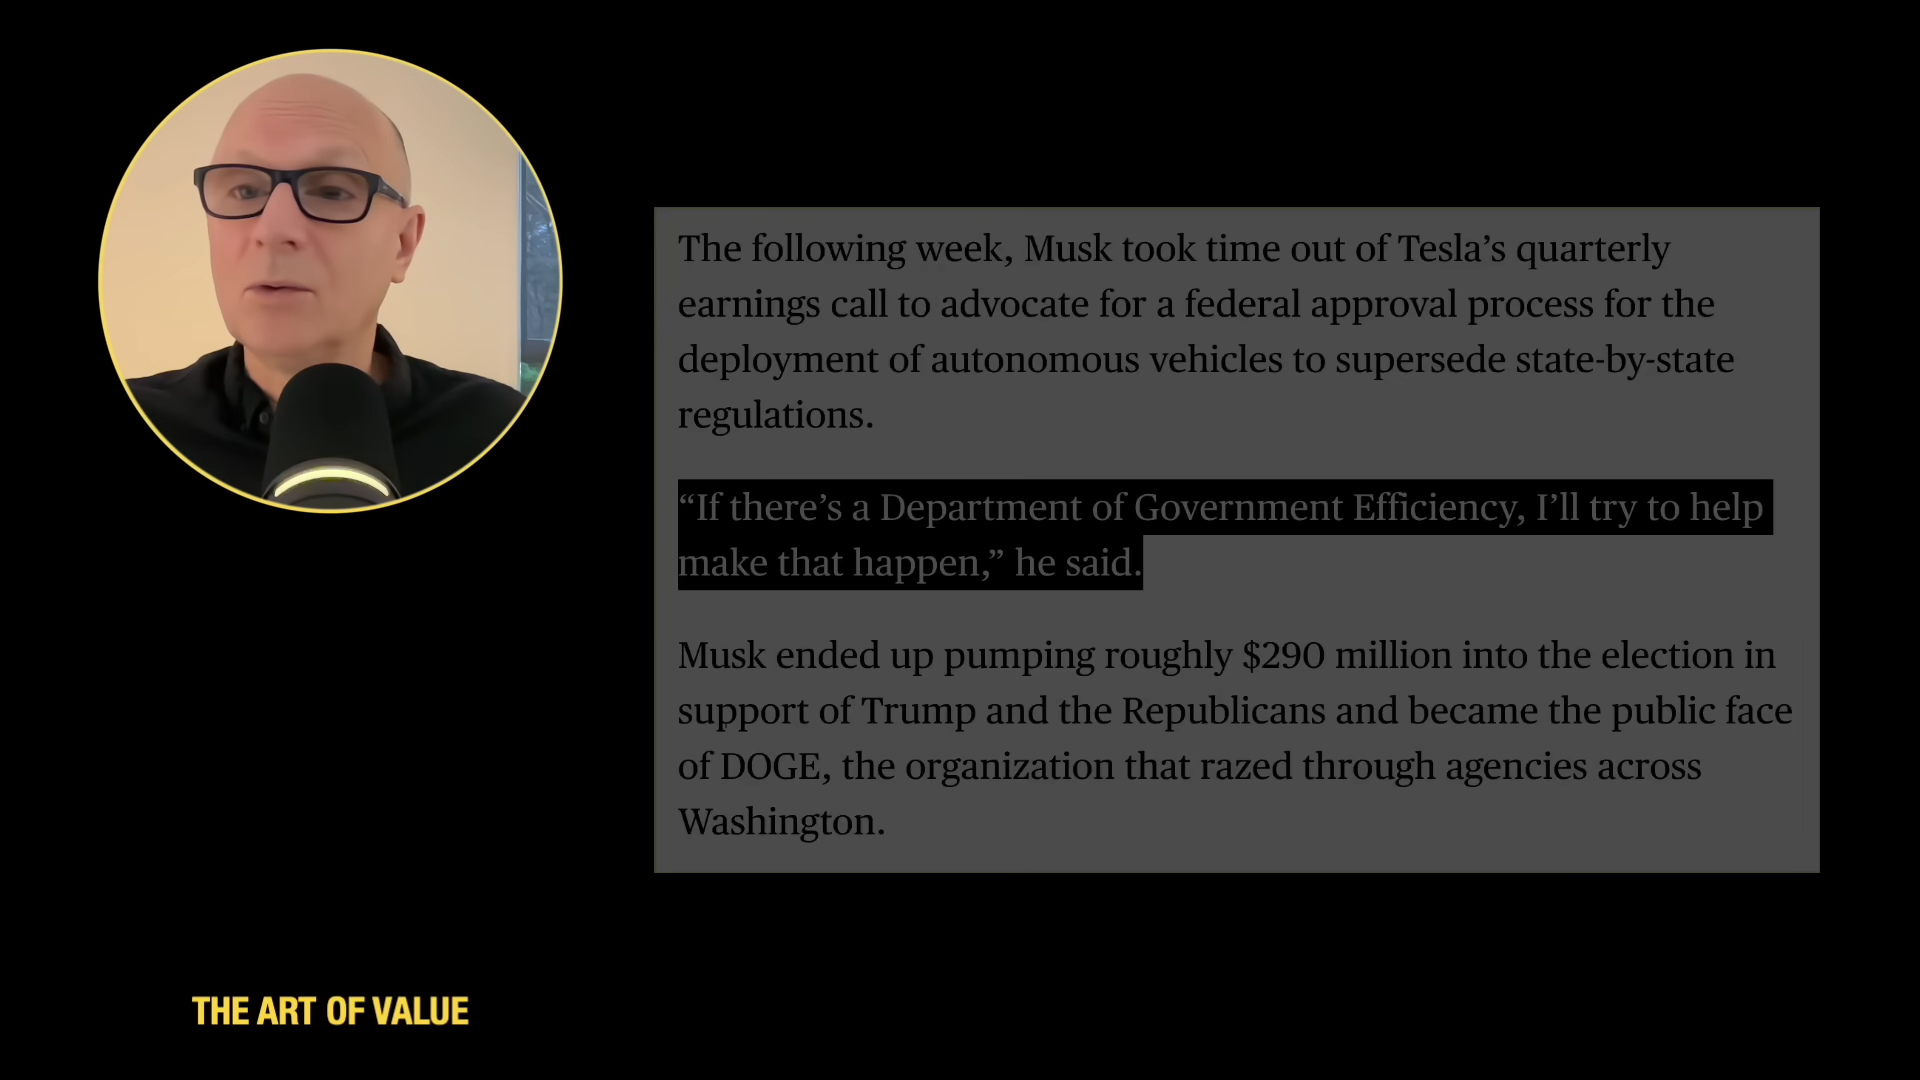 The following week, Musk took time out of Tesla’s quarterly
earnings call to advocate for a federal approval process for the
deployment of autonomous vehicles to supersede state-by-state
regulations.
“If there’s a Department of Government Efficiency, I’ll try to help
make that happen,” he said.
Musk ended up pumping roughly $290 million into the election in
support of Trump and the Republicans and became the public face
of DOGE, the organization that razed through agencies across
Washington.
THE ART OF VALUE